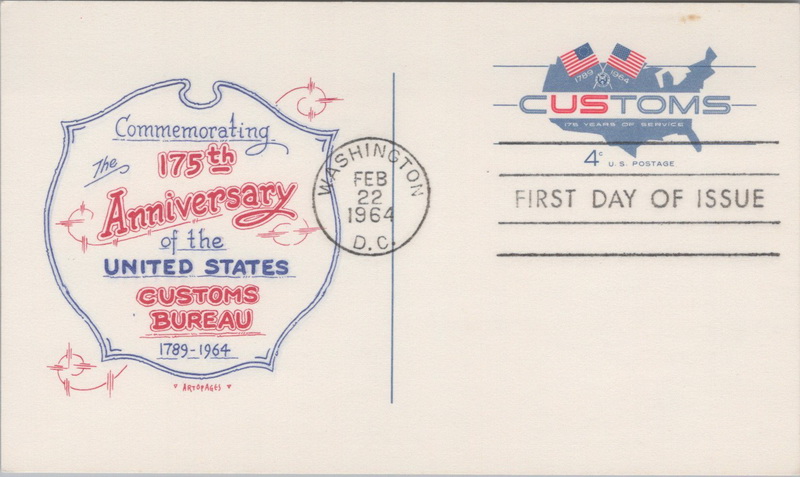 Commemorating
The
175th
Anniversary
of the
UNITED STATES
CUSTOMS
BUREAU
1789-1964
ARTOPAGES
WASHINGTON
FEB
22
1964
D.C.
1789 1964
CUSTOMS
175 YEARS OF SERVICE
4c U.S. POSTAGE
FIRST DAY OF ISSUE